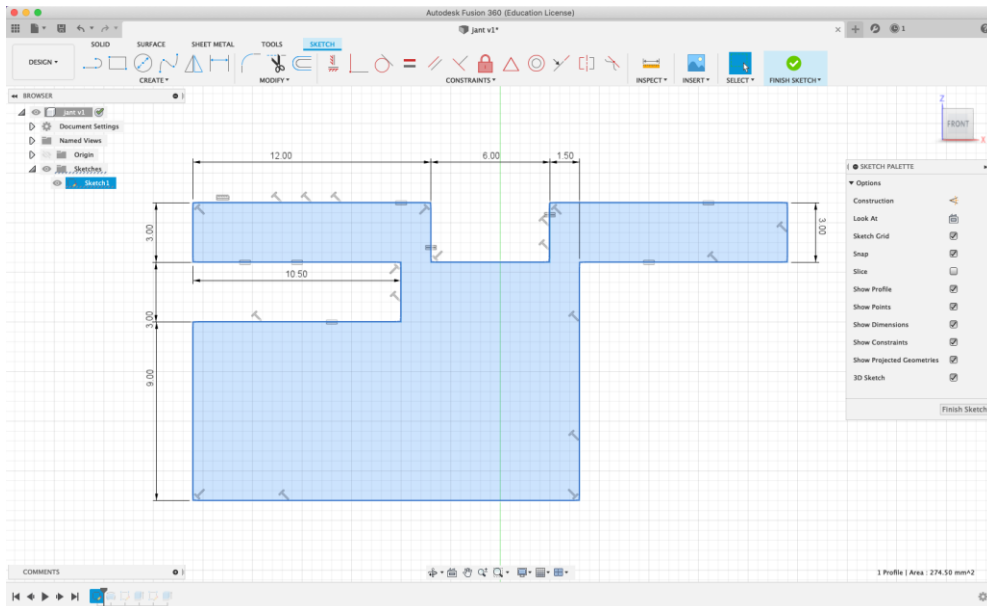 Autodesk Fusion 360 (Education License)
jant v1*
1
SOLID SURFACE SHEET METAL TOOLS SKETCH
DESIGN
CREATE MODIFY CONSTRAINTS INSPECT INSERT SELECT FINISH SKETCH
BROWSER
jant v1
Document Settings
Named Views
Origin
Sketches
Sketch1
Z
FRONT
X
12.00 6.00 1.50
3.00
3.00
10.50
3.00
9.00
SKETCH PALETTE
Options
Construction
Look At
Sketch Grid
Snap
Slice
Show Profile
Show Points
Show Dimensions
Show Constraints
Show Projected Geometries
3D Sketch
Finish Sketch
COMMENTS
1 Profile | Area : 274.50 mm^2